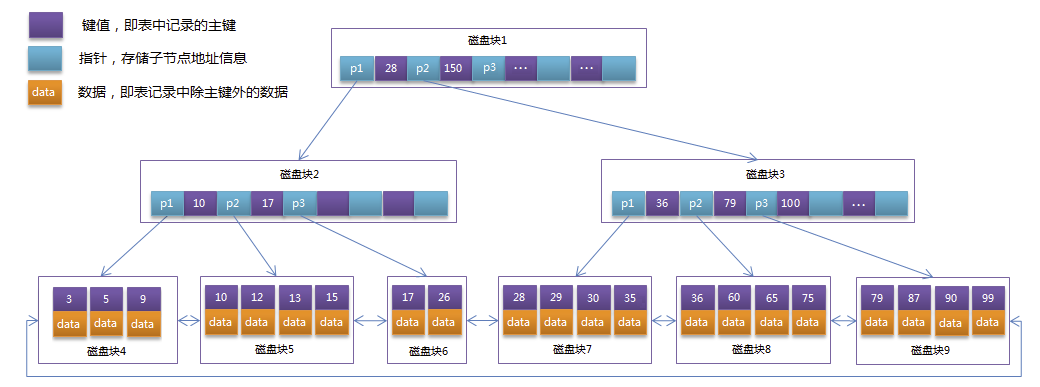 键值，即表中记录的主键
指针，存储子节点地址信息
data 数据，即表记录中除主键外的数据
磁盘块1
p1 28 p2 150 p3 ··· ···
磁盘块2
p1 10 p2 17 p3
磁盘块3
p1 36 p2 79 p3 100 ···
3 5 9
data data data
磁盘块4
10 12 13 15
data data data data
磁盘块5
17 26
data data
磁盘块6
28 29 30 35
data data data data
磁盘块7
36 60 65 75
data data data data
磁盘块8
79 87 90 99
data data data data
磁盘块9